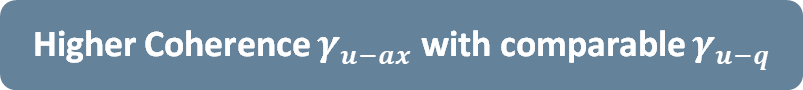 Higher Coherence γ_{u−ax} with comparable γ_{u−q}